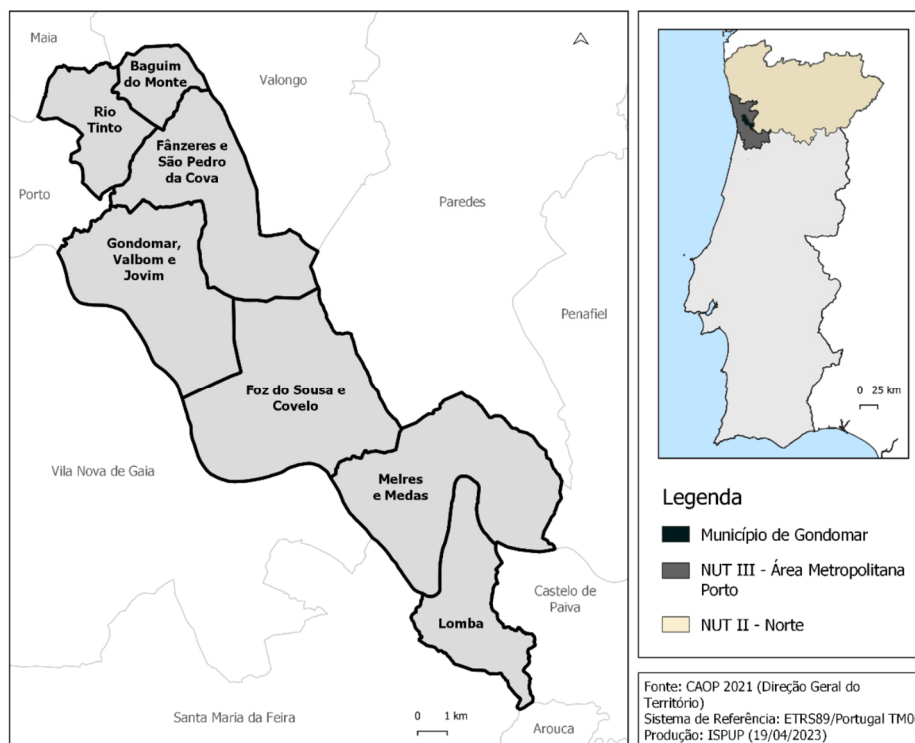 Maia
Baguim
do Monte
Valongo
Rio
Tinto
Fânzeres e
São Pedro
da Cova
Porto
Paredes
Gondomar,
Valbom e
Jovim
Penafiel
Foz do Sousa e
Covelo
Vila Nova de Gaia
Melres
e Medas
Castelo de
Paiva
Lomba
Santa Maria da Feira
0 1 km
Arouca
0 25 km
Legenda
Município de Gondomar
NUT III - Área Metropolitana
Porto
NUT II - Norte
Fonte: CAOP 2021 (Direção Geral do
Território)
Sistema de Referência: ETRS89/Portugal TM0
Produção: ISPUP (19/04/2023)